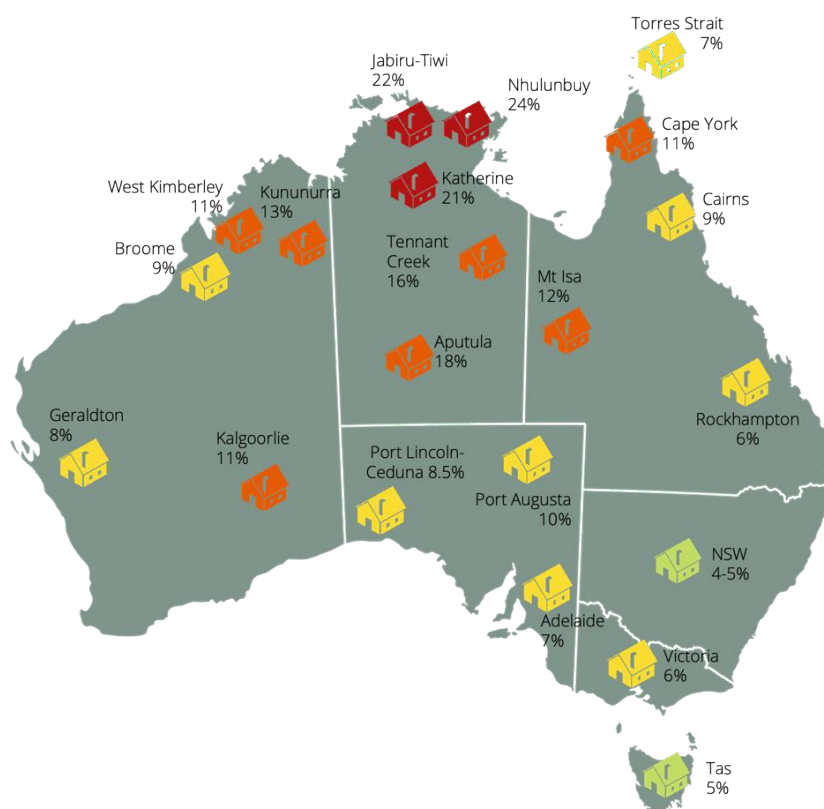 Torres Strait
7%
Jabiru-Tiwi
22%
Nhulunbuy
24%
Cape York
11%
Katherine
21%
West Kimberley
11%
Kununurra
13%
Cairns
9%
Broome
9%
Tennant
Creek
16%
Mt Isa
12%
Aputula
18%
Rockhampton
6%
Geraldton
8%
Kalgoorlie
11%
Port Lincoln-
Ceduna 8.5%
Port Augusta
10%
NSW
4-5%
Adelaide
7%
Victoria
6%
Tas
5%